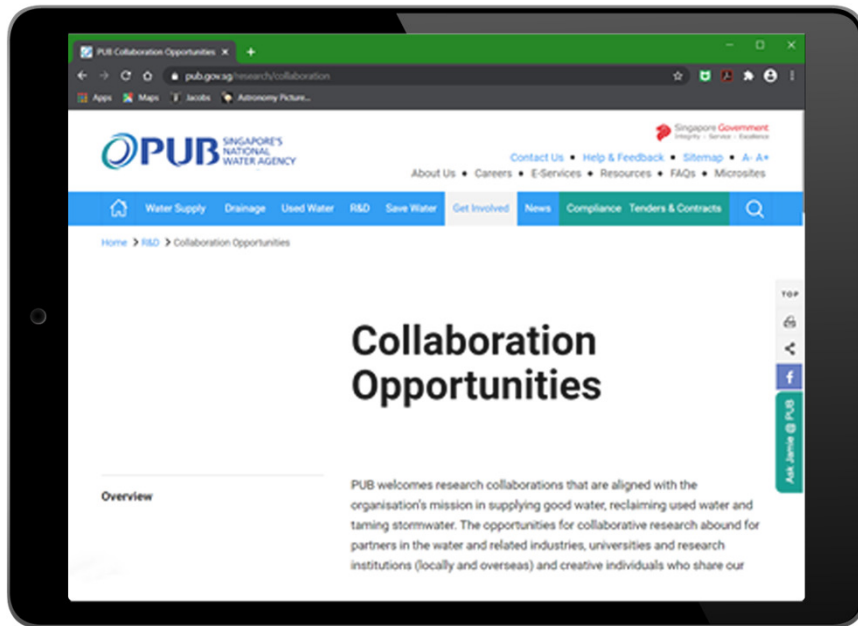 PUB Collaboration Opportunities
pub.gov.sg/research/collaboration
Apps Maps Jacobs Astronomy Picture...
Singapore Government
Integrity · Service · Excellence
PUB SINGAPORE'S
NATIONAL
WATER AGENCY
Contact Us • Help & Feedback • Sitemap • A- A+
About Us • Careers • E-Services • Resources • FAQs • Microsites
Water Supply Drainage Used Water R&D Save Water Get Involved News Compliance Tenders & Contracts
Home > R&D > Collaboration Opportunities
TOP
Collaboration
Opportunities
Ask Jamie @ PUB
Overview
PUB welcomes research collaborations that are aligned with the
organisation's mission in supplying good water, reclaiming used water and
taming stormwater. The opportunities for collaborative research abound for
partners in the water and related industries, universities and research
institutions (locally and overseas) and creative individuals who share our